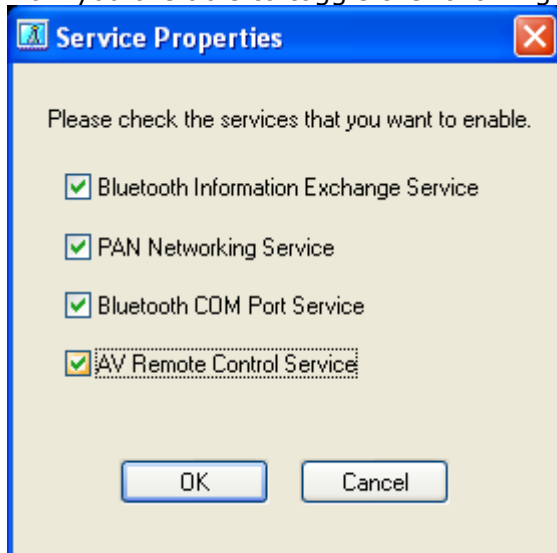 Service Properties
Please check the services that you want to enable.
Bluetooth Information Exchange Service
PAN Networking Service
Bluetooth COM Port Service
AV Remote Control Service
OK
Cancel